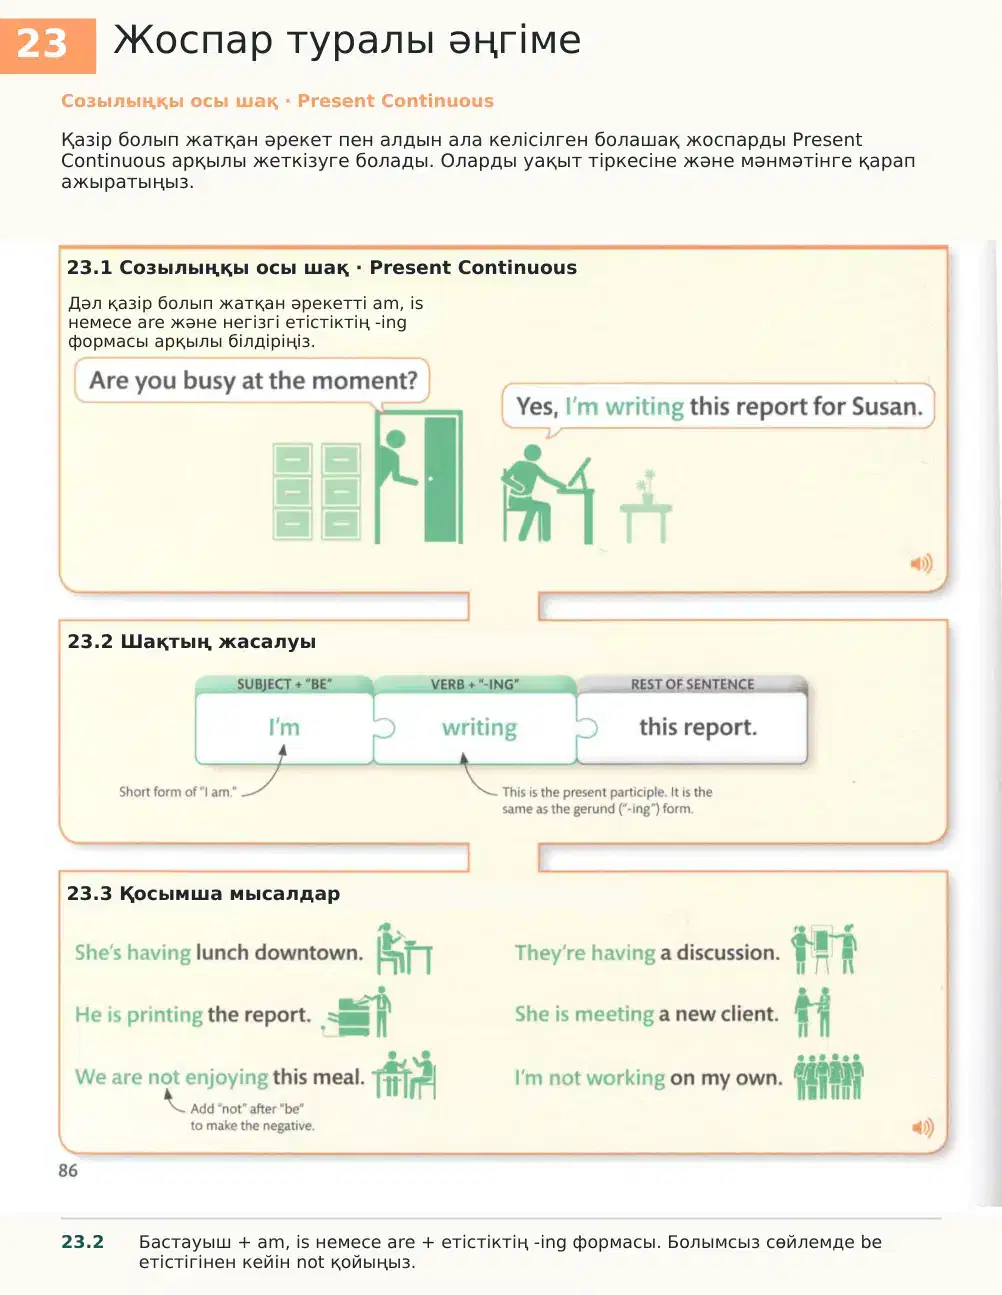 23 Жоспар туралы әңгіме
Созылыңқы осы шақ · Present Continuous
Қазір болып жатқан әрекет пен алдын ала келісілген болашақ жоспарды Present
Continuous арқылы жеткізуге болады. Оларды уақыт тіркесіне және мәнмәтінге қарап
ажыратыңыз.
23.1 Созылыңқы осы шақ · Present Continuous
Дәл қазір болып жатқан әрекетті am, is
немесе are және негізгі етістіктің -ing
формасы арқылы білдіріңіз.
Are you busy at the moment?
Yes, I'm writing this report for Susan.
23.2 Шақтың жасалуы
SUBJECT + "BE" VERB + "-ING" REST OF SENTENCE
I'm writing this report.
Short form of "I am."
This is the present participle. It is the
same as the gerund ("-ing") form.
23.3 Қосымша мысалдар
She's having lunch downtown.
They're having a discussion.
He is printing the report.
She is meeting a new client.
We are not enjoying this meal.
I'm not working on my own.
Add "not" after "be"
to make the negative.
86
23.2 Бастауыш + am, is немесе are + етістіктің -ing формасы. Болымсыз сөйлемде be
етістігінен кейін not қойыңыз.